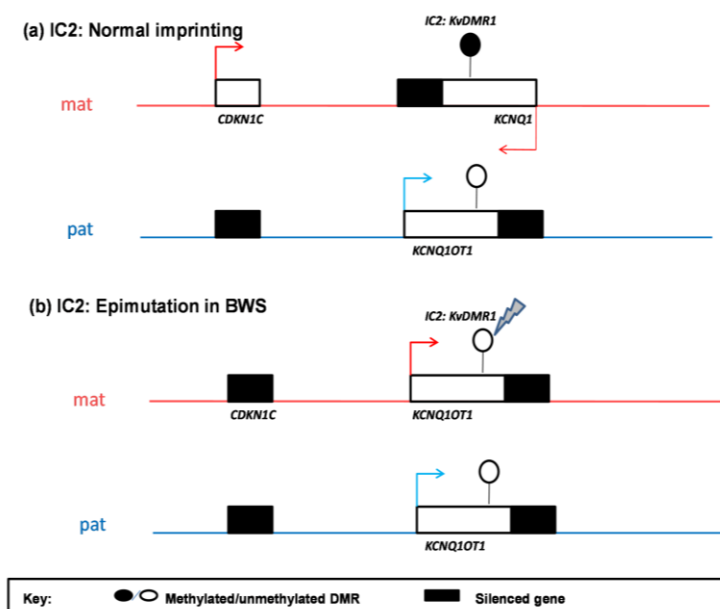 (a) IC2: Normal imprinting
IC2: KvDMR1
mat
CDKN1C
KCNQ1
pat
KCNQ1OT1
(b) IC2: Epimutation in BWS
IC2: KvDMR1
mat
CDKN1C
KCNQ1OT1
pat
KCNQ1OT1
Key: Methylated/unmethylated DMR Silenced gene